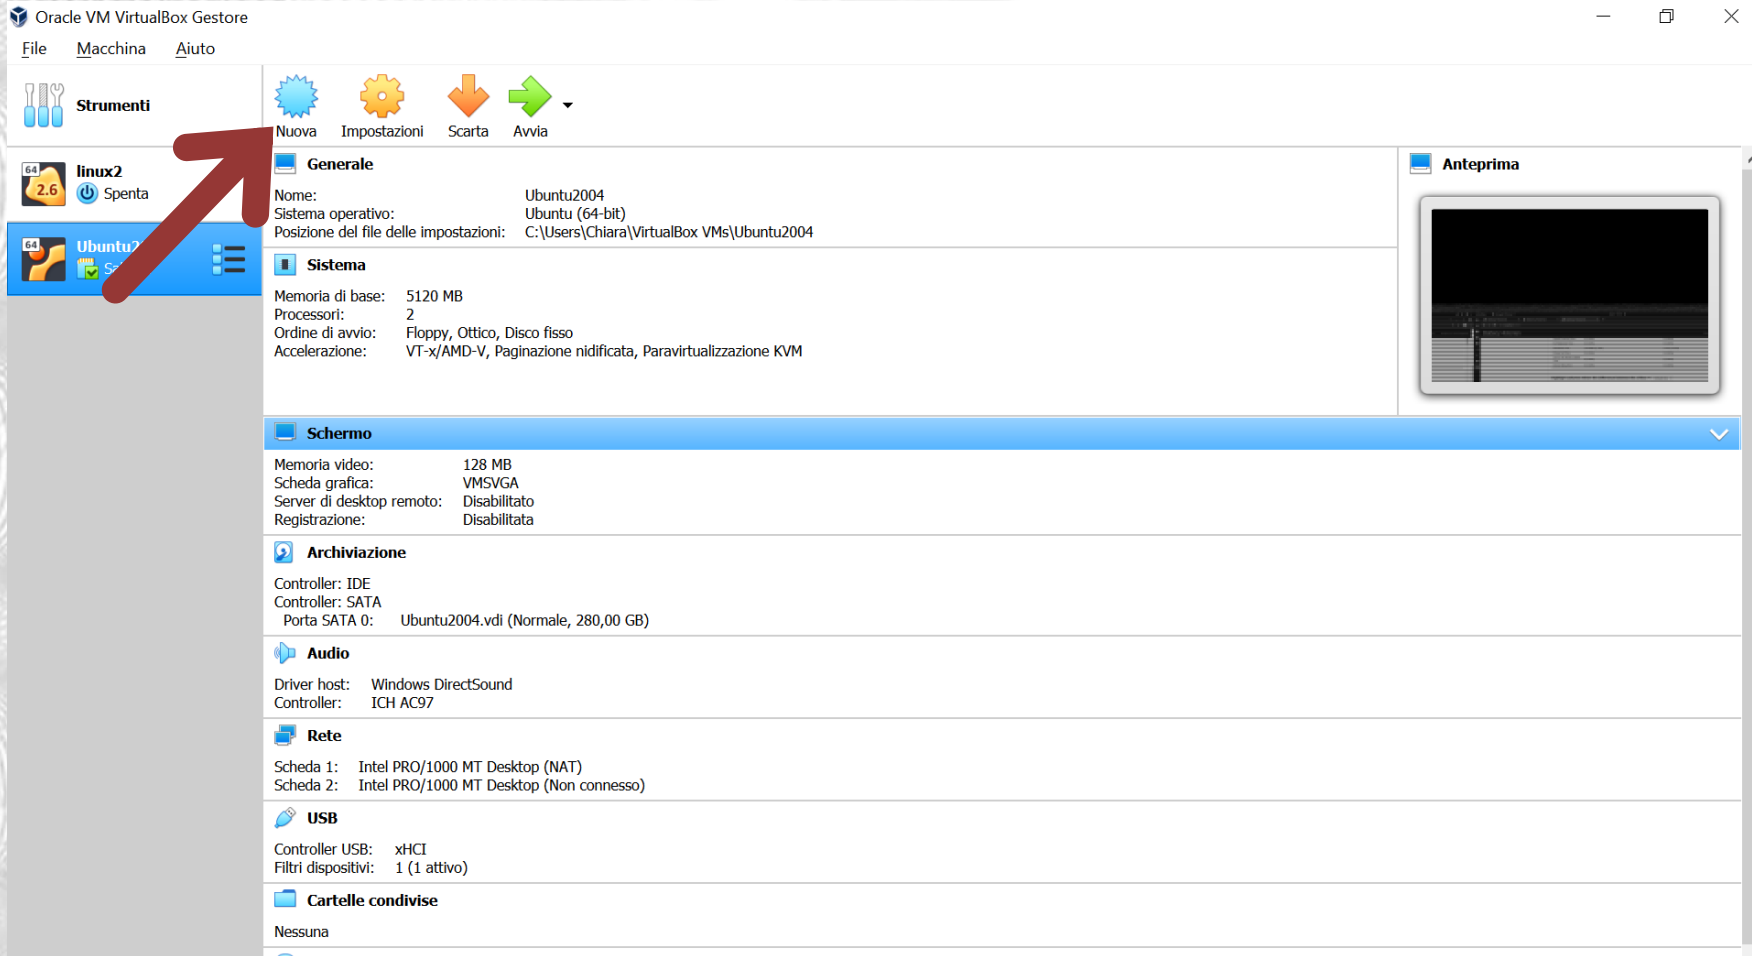 Oracle VM VirtualBox Gestore
File Macchina Aiuto
Strumenti
Nuova Impostazioni Scarta Avvia
64
2.6
linux2
Spenta
64
Generale
Nome: Ubuntu2004
Sistema operativo: Ubuntu (64-bit)
Posizione del file delle impostazioni: C:\Users\Chiara\VirtualBox VMs\Ubuntu2004
Anteprima
Sistema
Memoria di base: 5120 MB
Processori: 2
Ordine di avvio: Floppy, Ottico, Disco fisso
Accelerazione: VT-x/AMD-V, Paginazione nidificata, Paravirtualizzazione KVM
Schermo
Memoria video: 128 MB
Scheda grafica: VMSVGA
Server di desktop remoto: Disabilitato
Registrazione: Disabilitata
Archiviazione
Controller: IDE
Controller: SATA
Porta SATA 0: Ubuntu2004.vdi (Normale, 280,00 GB)
Audio
Driver host: Windows DirectSound
Controller: ICH AC97
Rete
Scheda 1: Intel PRO/1000 MT Desktop (NAT)
Scheda 2: Intel PRO/1000 MT Desktop (Non connesso)
USB
Controller USB: xHCI
Filtri dispositivi: 1 (1 attivo)
Cartelle condivise
Nessuna